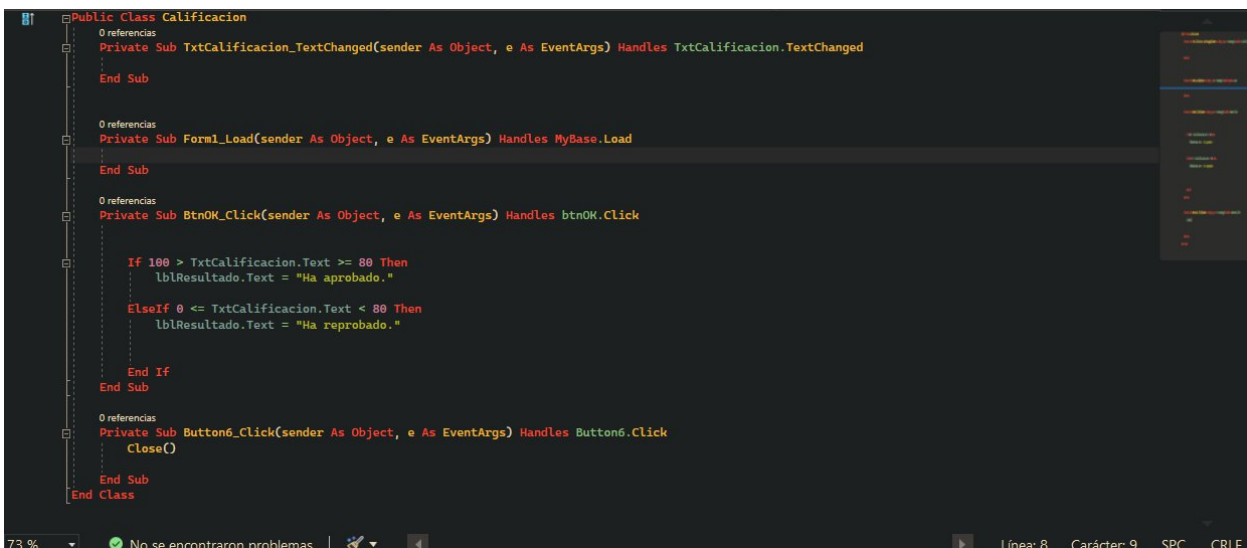 Public Class Calificacion
0 referencias
Private Sub TxtCalificacion_TextChanged(sender As Object, e As EventArgs) Handles TxtCalificacion.TextChanged
End Sub
0 referencias
Private Sub Form1_Load(sender As Object, e As EventArgs) Handles MyBase.Load
End Sub
0 referencias
Private Sub BtnOK_Click(sender As Object, e As EventArgs) Handles btnOK.Click
If 100 > TxtCalificacion.Text >= 80 Then
lblResultado.Text = "Ha aprobado."
ElseIf 0 <= TxtCalificacion.Text < 80 Then
lblResultado.Text = "Ha reprobado."
End If
End Sub
0 referencias
Private Sub Button6_Click(sender As Object, e As EventArgs) Handles Button6.Click
Close()
End Sub
End Class
73 % No se encontraron problemas Línea: 8 Carácter: 9 SPC CRLF